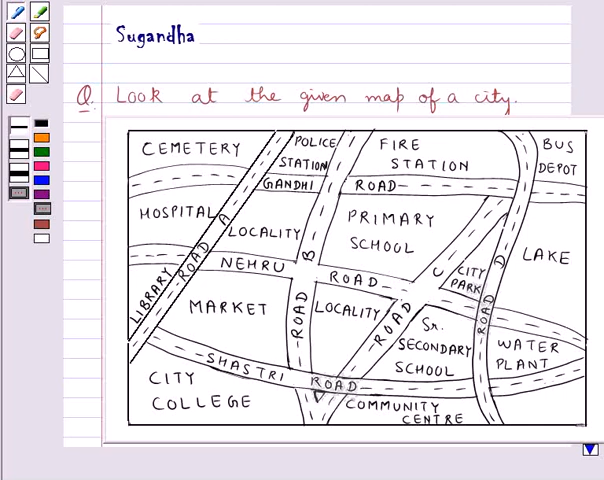 Sugandha
Q. Look at the given map of a city.
CEMETERY
POLICE
STATION
FIRE
STATION
BUS
DEPOT
GANDHI ROAD
HOSPITAL
ROAD A
LOCALITY
PRIMARY
SCHOOL
LAKE
ROAD B
ROAD C
ROAD D
CITY
PARK
NEHRU ROAD
LIBRARY
MARKET
LOCALITY
Sr.
SECONDARY
SCHOOL
WATER
PLANT
SHASTRI ROAD
CITY
COLLEGE
COMMUNITY
CENTRE